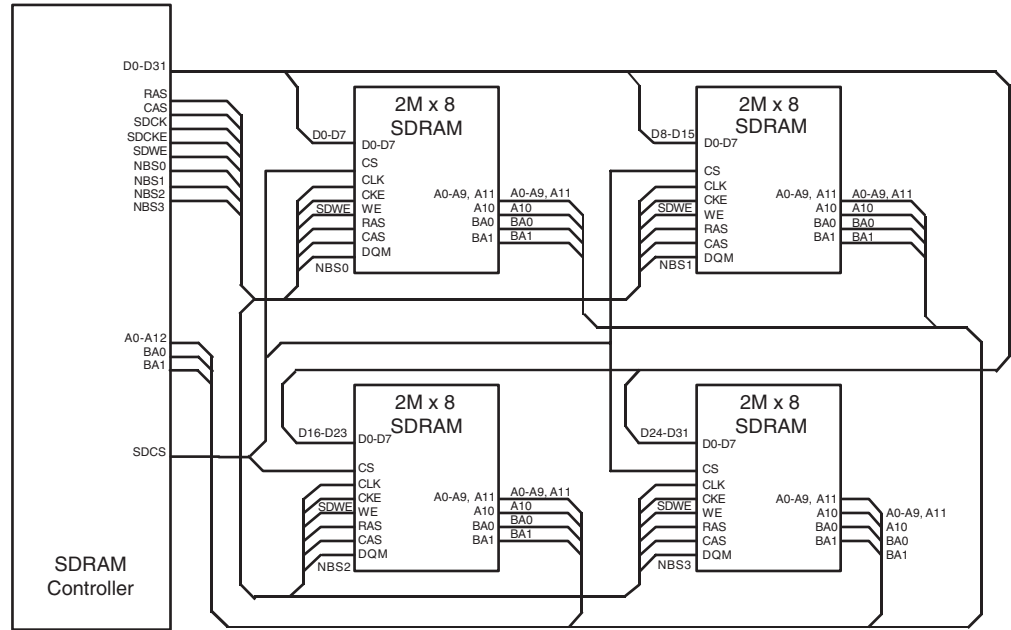 D0-D31
RAS
CAS
SDCK
SDCKE
SDWE
NBS0
NBS1
NBS2
NBS3
A0-A12
BA0
BA1
SDCS
SDRAM
Controller
2M x 8
SDRAM
D0-D7
D0-D7
CS
CLK
CKE
SDWE
WE
RAS
CAS
DQM
NBS0
A0-A9, A11
A10
BA0
BA1
A0-A9, A11
A10
BA0
BA1
2M x 8
SDRAM
D8-D15
D0-D7
CS
CLK
CKE
SDWE
WE
RAS
CAS
DQM
NBS1
A0-A9, A11
A10
BA0
BA1
A0-A9, A11
A10
BA0
BA1
2M x 8
SDRAM
D16-D23
D0-D7
CS
CLK
CKE
SDWE
WE
RAS
CAS
DQM
NBS2
A0-A9, A11
A10
BA0
BA1
A0-A9, A11
A10
BA0
BA1
2M x 8
SDRAM
D24-D31
D0-D7
CS
CLK
CKE
SDWE
WE
RAS
CAS
DQM
NBS3
A0-A9, A11
A10
BA0
BA1
A0-A9, A11
A10
BA0
BA1